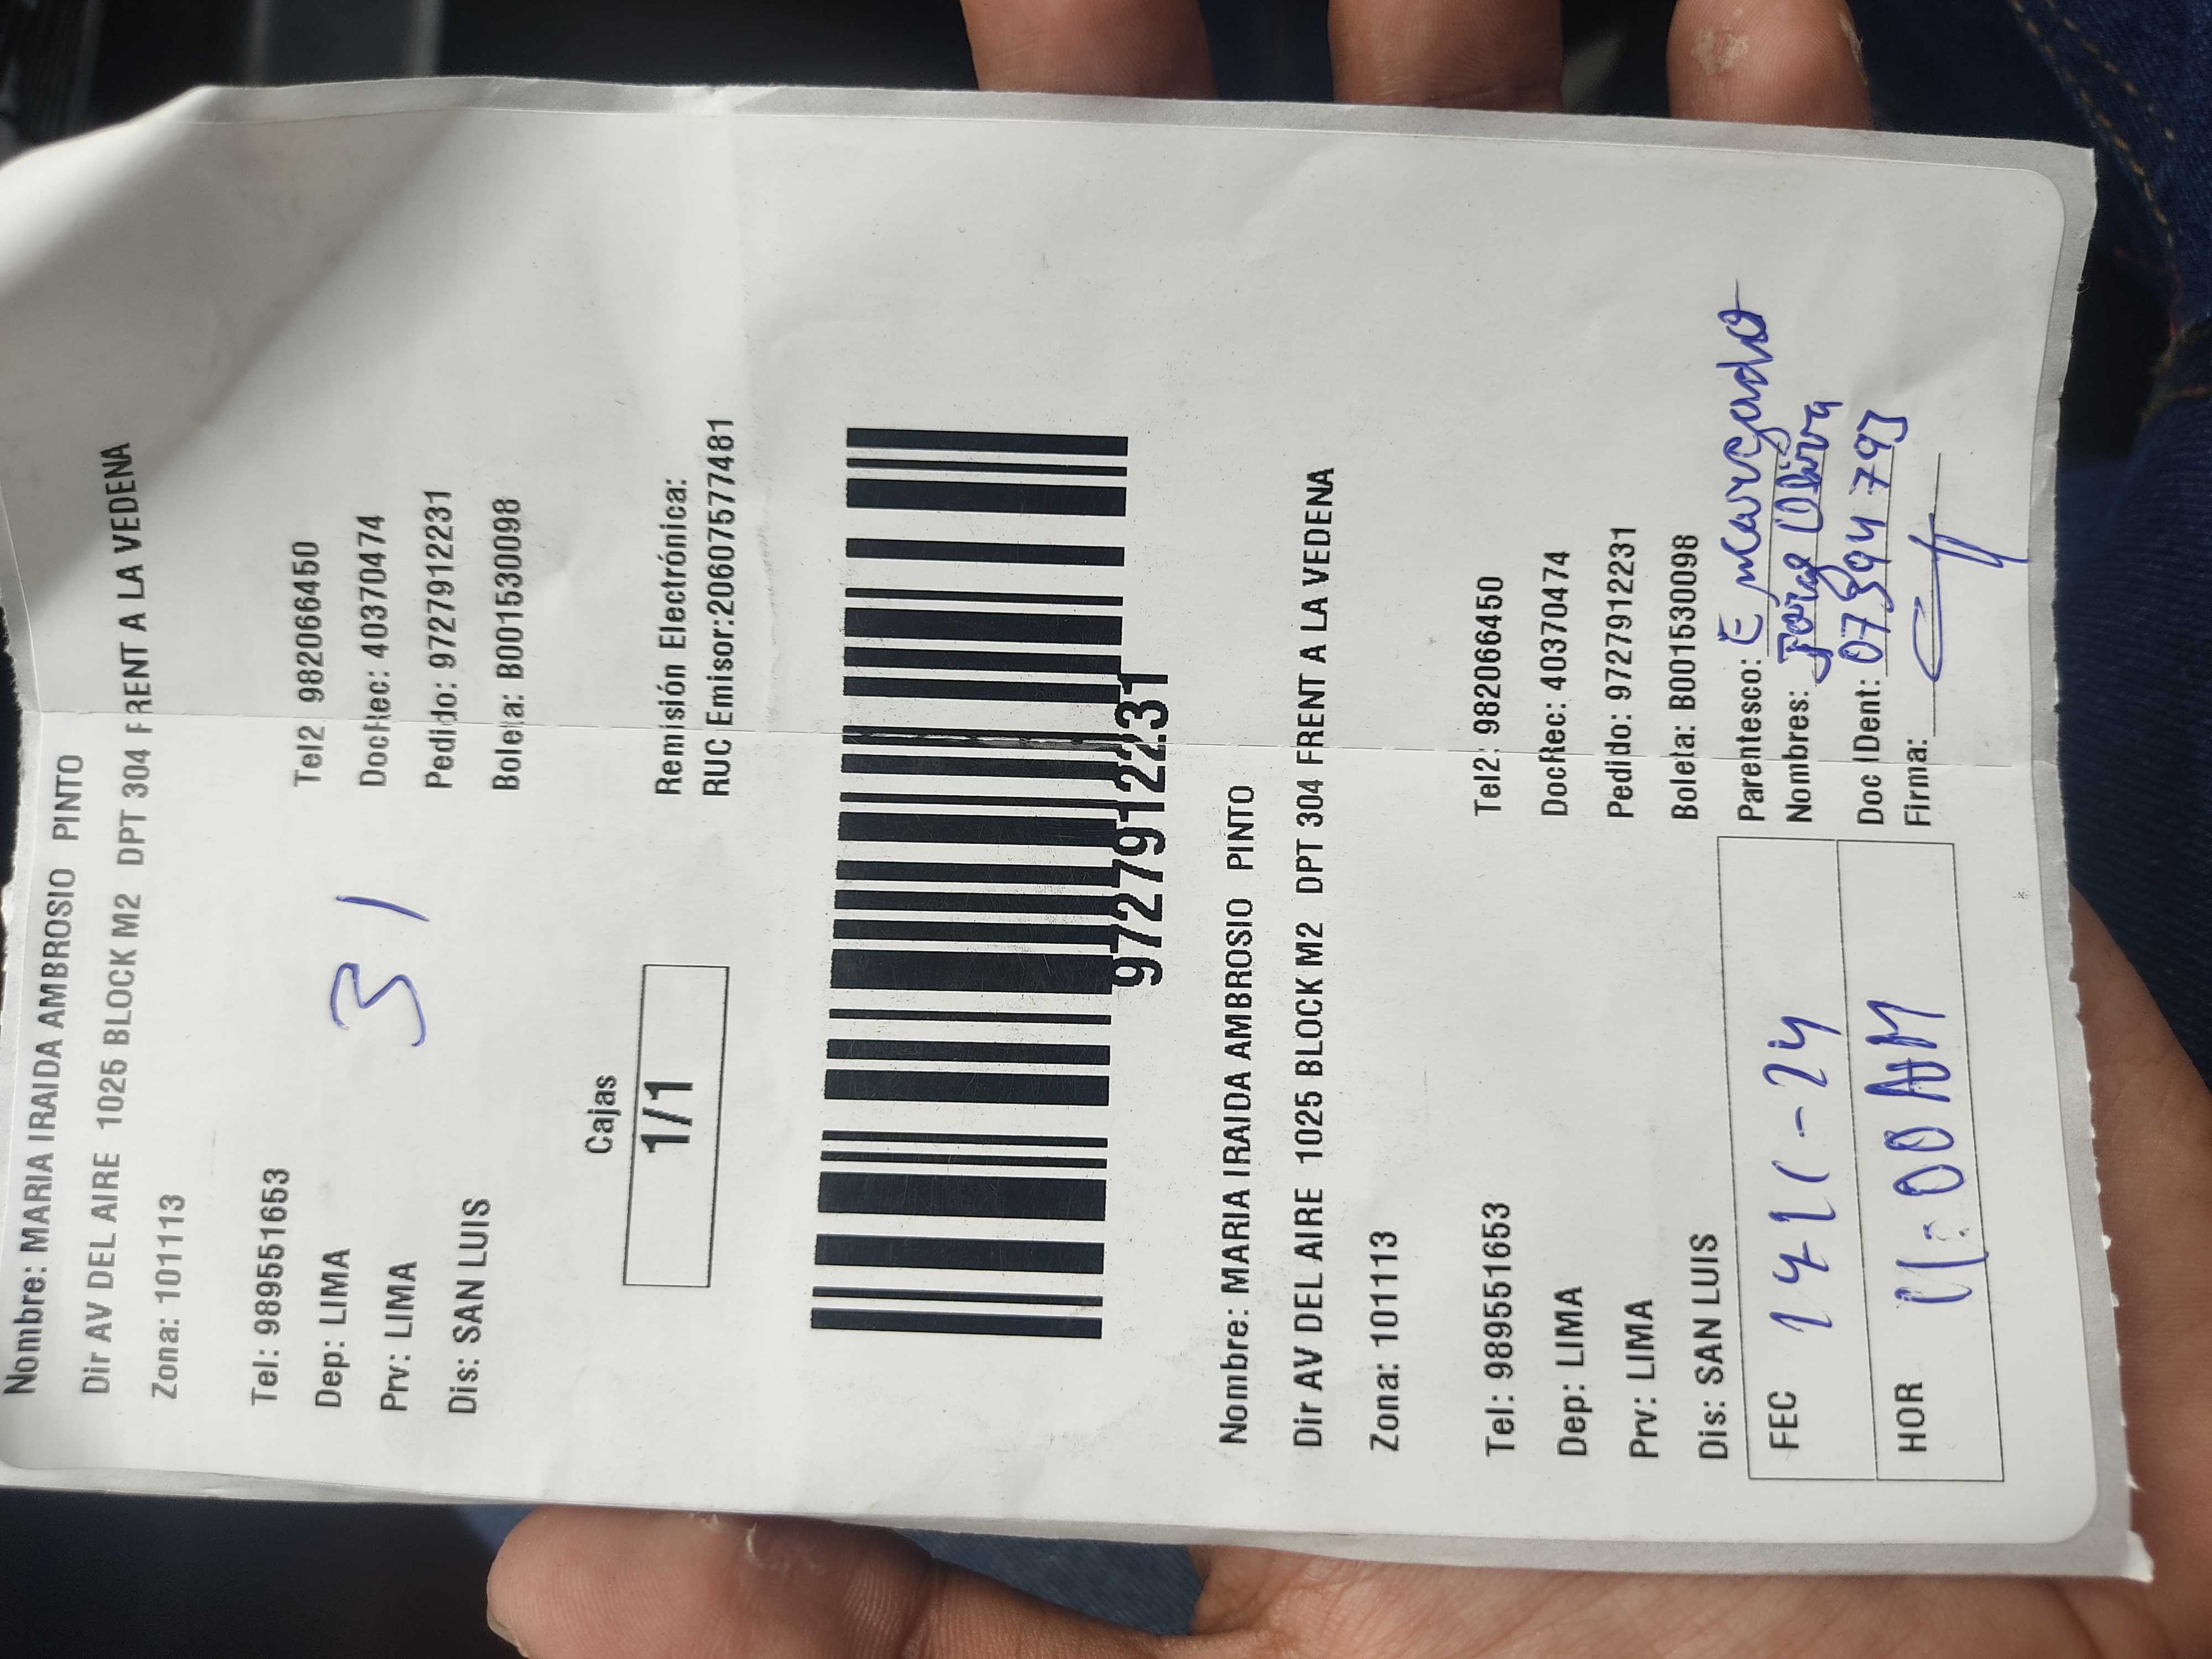 Nombre: MARIA IRAIDA AMBROSIO PINTO
Dir AV DEL AIRE 1025 BLOCK M2 DPT 304 FRENT A LA VEDENA
Zona: 101113
Tel: 989551653 Tel2 982066450
Dep: LIMA DocRec: 40370474
Prv: LIMA Pedido: 972791 2231
Dis: SAN LUIS Boleta: B001530098
31
Cajas
1/1
Remisión Electrónica:
RUC Emisor:20607577481
9727912231
Nombre: MARIA IRAIDA AMBROSIO PINTO
Dir AV DEL AIRE 1025 BLOCK M2 DPT 304 FRENT A LA VEDENA
Zona: 101113
Tel: 989551653 Tel2: 982066450
Dep: LIMA DocRec: 40370474
Prv: LIMA Pedido: 9727912231
Dis: SAN LUIS Boleta: B001530098
FEC 14 11-24 Parentesco: Encargado
Nombres: Jorge
HOR 11:00 AM Doc IDent:
Firma: